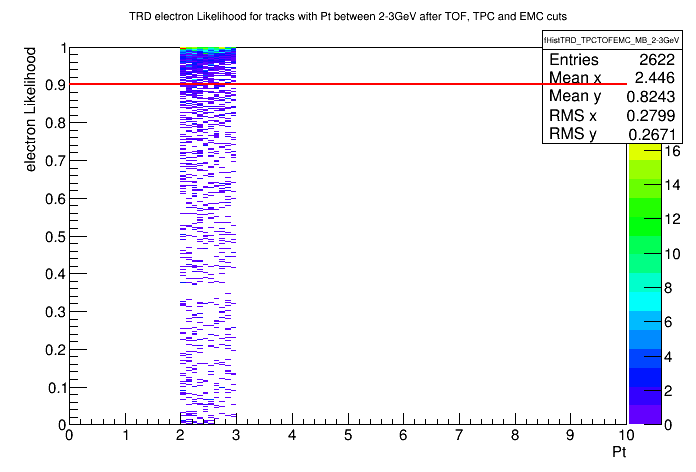 TRD electron Likelihood for tracks with Pt between 2-3GeV after TOF, TPC and EMC cuts
fHistTRD_TPCTOFEMC_MB_2-3GeV
Entries 2622
Mean x 2.446
Mean y 0.8243
RMS x 0.2799
RMS y 0.2671
electron Likelihood
1
0.9
0.8
0.7
0.6
0.5
0.4
0.3
0.2
0.1
0
0 1 2 3 4 5 6 7 8 9 10
Pt
16
14
12
10
8
6
4
2
0